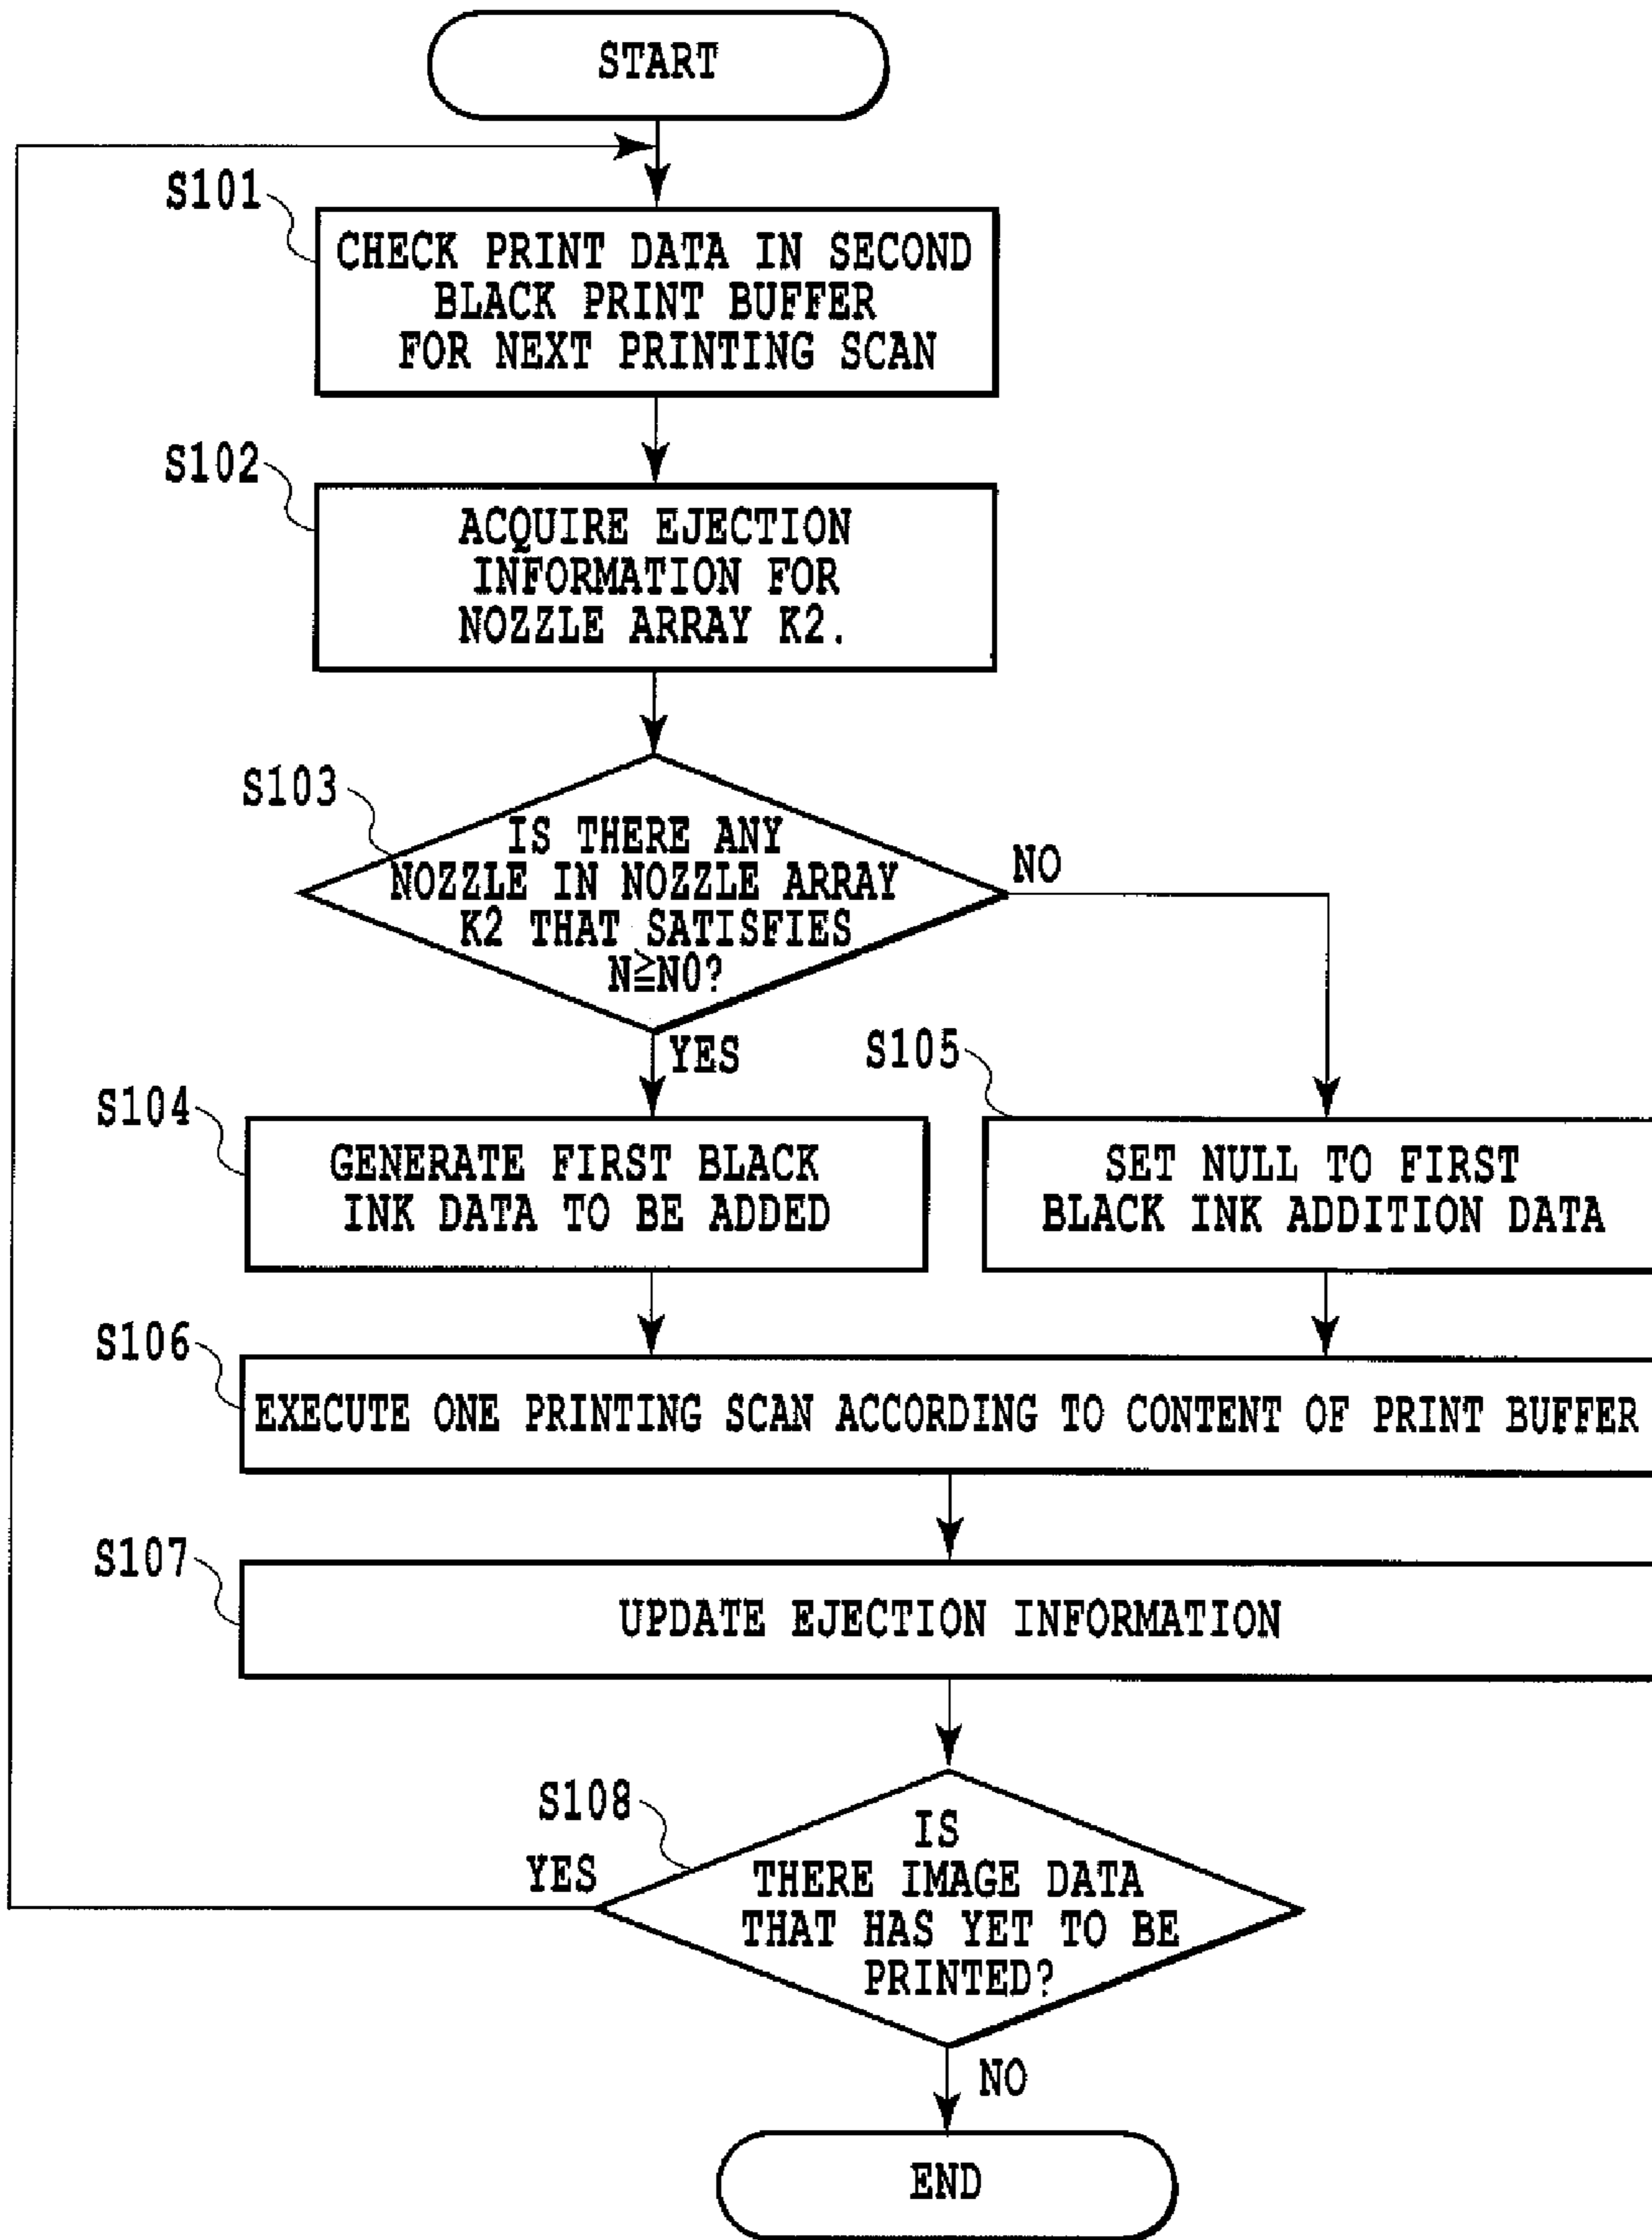 START
S101
CHECK PRINT DATA IN SECOND
BLACK PRINT BUFFER
FOR NEXT PRINTING SCAN
S102
ACQUIRE EJECTION
INFORMATION FOR
NOZZLE ARRAY K2.
S103
IS THERE ANY
NOZZLE IN NOZZLE ARRAY
K2 THAT SATISFIES
N≧N0?
NO
YES
S104
GENERATE FIRST BLACK
INK DATA TO BE ADDED
S105
SET NULL TO FIRST
BLACK INK ADDITION DATA
S106
EXECUTE ONE PRINTING SCAN ACCORDING TO CONTENT OF PRINT BUFFER
S107
UPDATE EJECTION INFORMATION
S108
IS
THERE IMAGE DATA
THAT HAS YET TO BE
PRINTED?
YES
NO
END